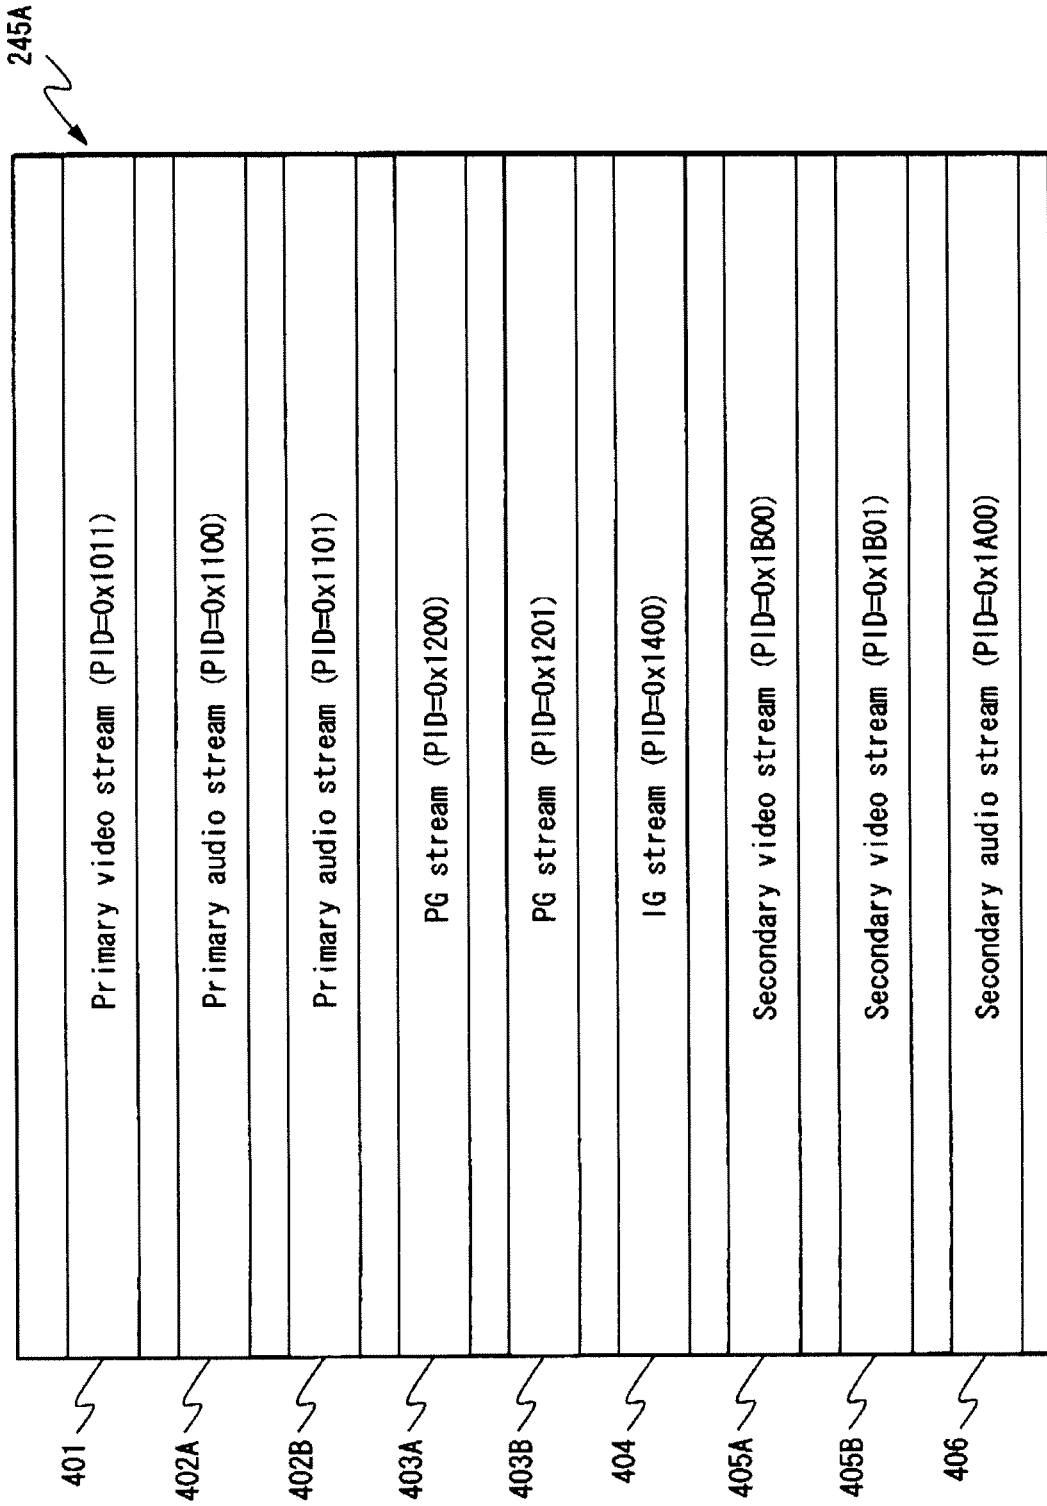 245A
401 Primary video stream (PID=0x1011)
402A Primary audio stream (PID=0x1100)
402B Primary audio stream (PID=0x1101)
403A PG stream (PID=0x1200)
403B PG stream (PID=0x1201)
404 IG stream (PID=0x1400)
405A Secondary video stream (PID=0x1B00)
405B Secondary video stream (PID=0x1B01)
406 Secondary audio stream (PID=0x1A00)